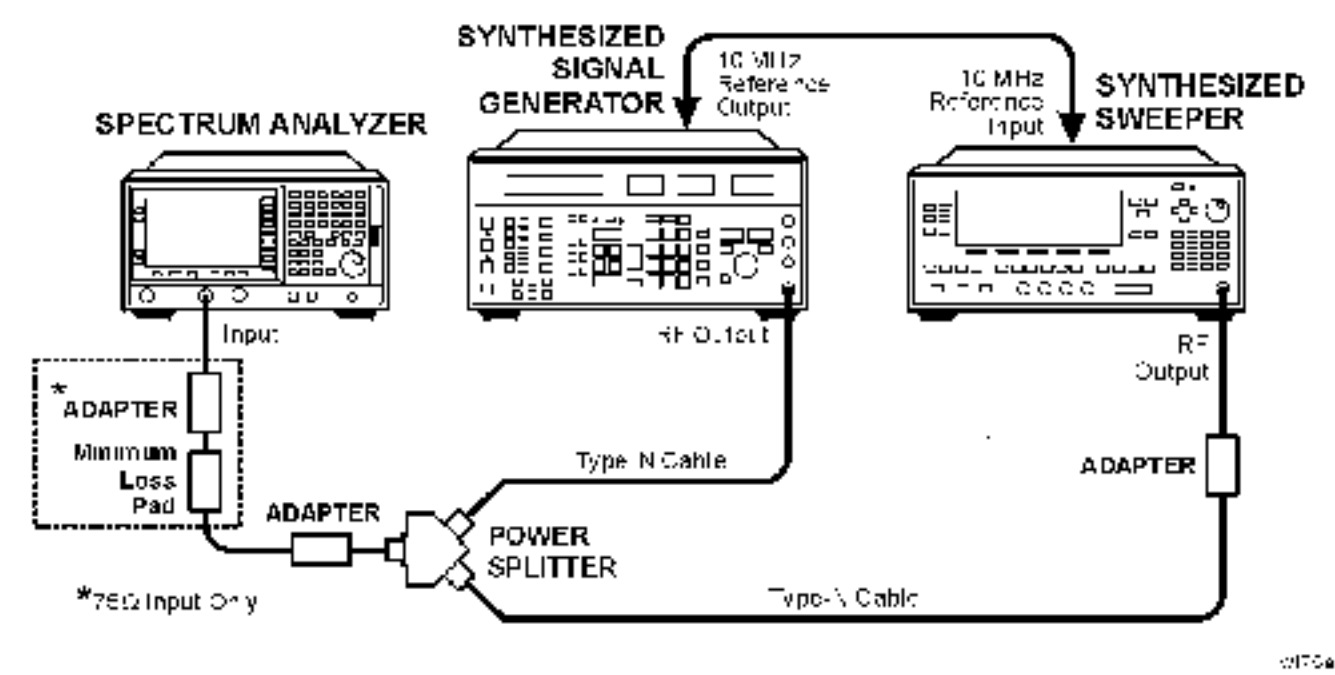 SYNTHESIZED
SIGNAL
GENERATOR
10 MHz
Reference
Output
10 MHz
Reference
Input
SYNTHESIZED
SWEEPER
SPECTRUM ANALYZER
Input
RF Output
RF
Output
*ADAPTER
Minimum
Loss
Pad
ADAPTER
Type-N Cable
ADAPTER
POWER
SPLITTER
*75Ω Input Only
Type-N Cable